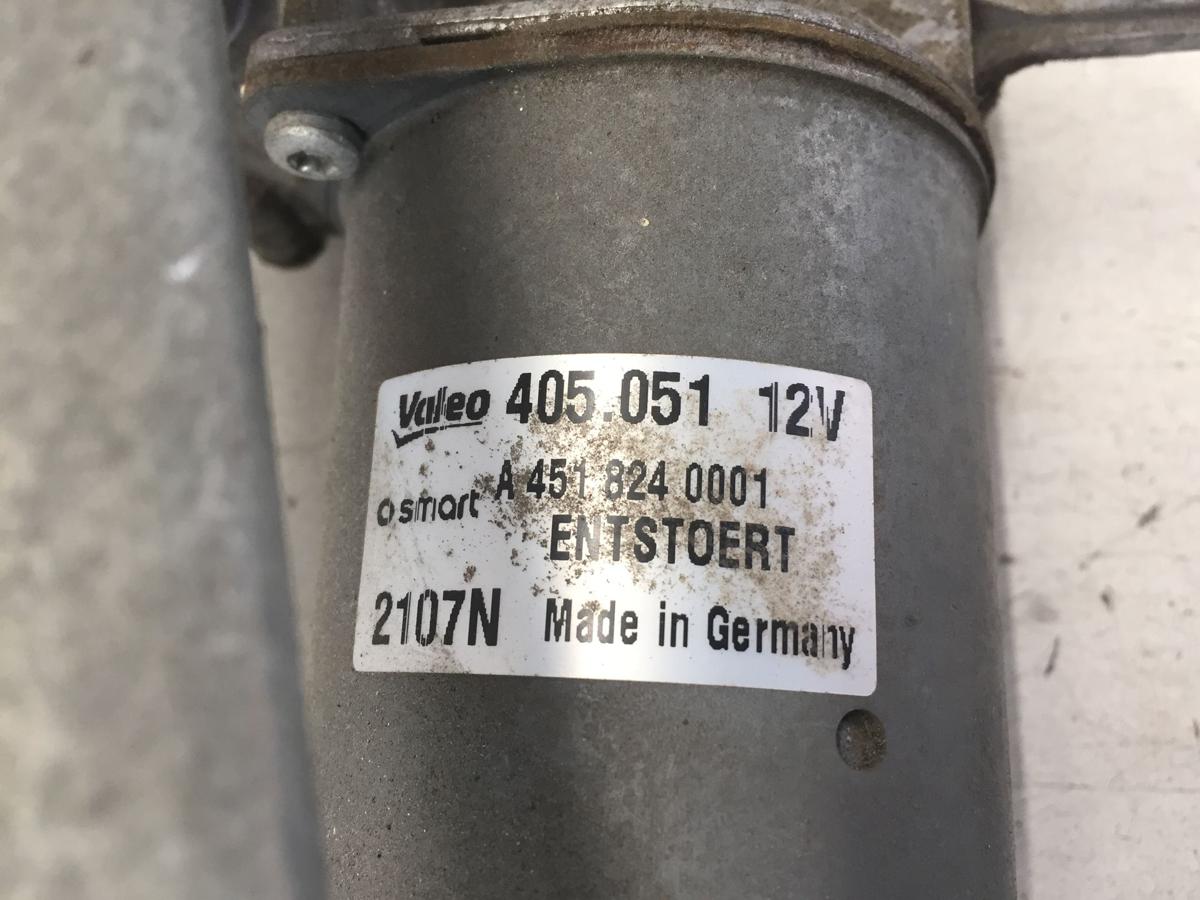 Valeo 405.051 12V
A 451 824 0001
smart
ENTSTOERT
2107N Made in Germany